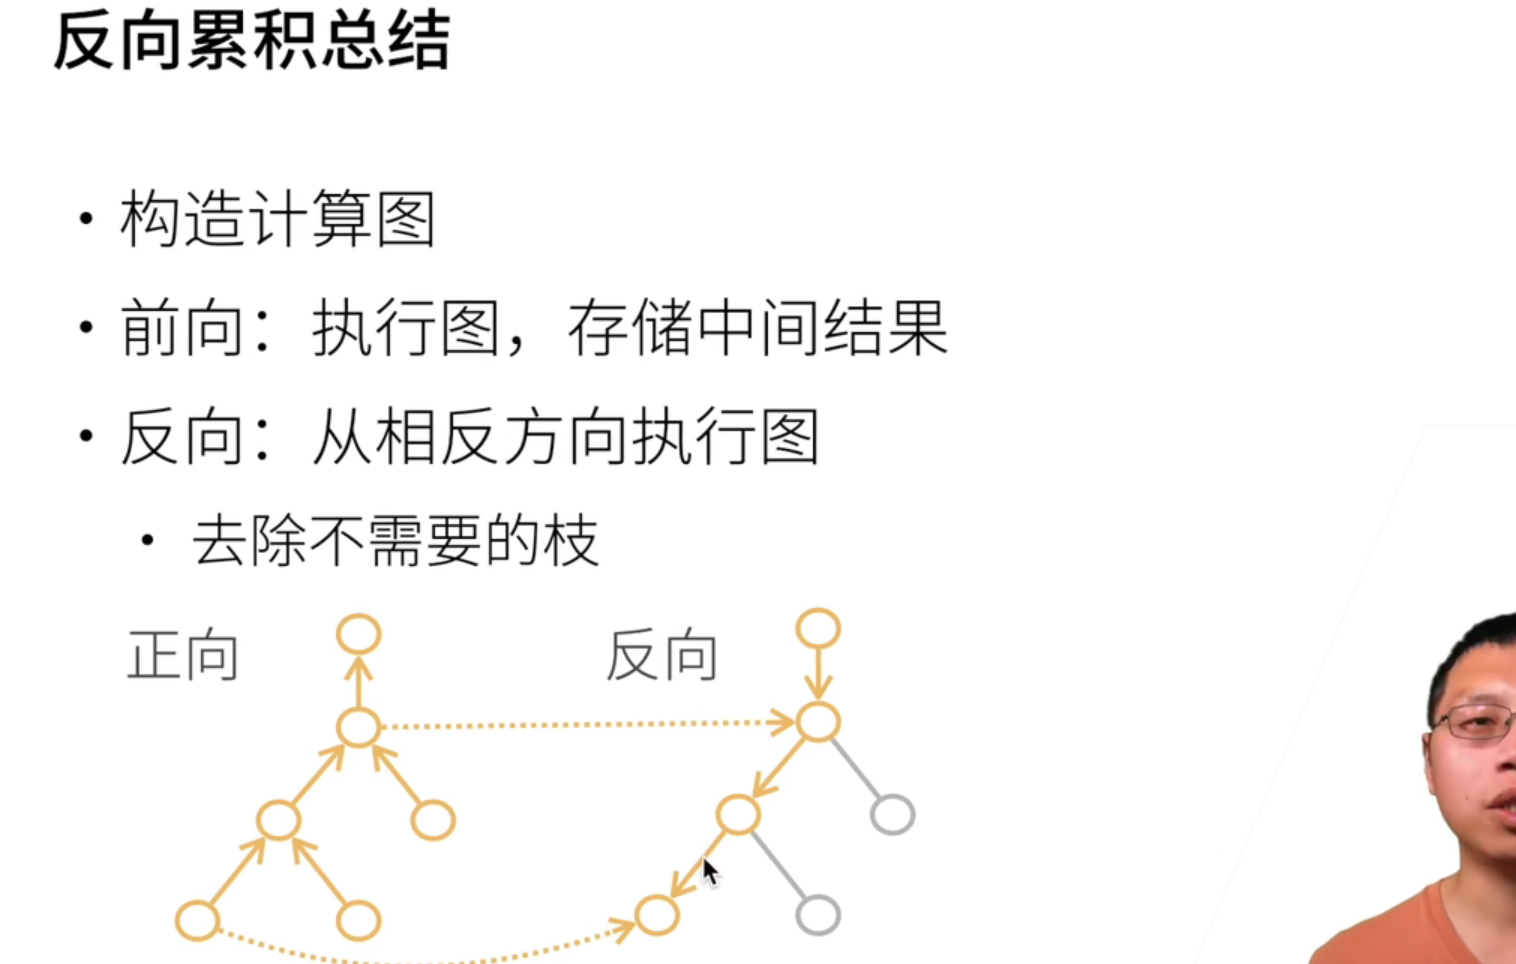 反向累积总结
• 构造计算图
• 前向：执行图，存储中间结果
• 反向：从相反方向执行图
• 去除不需要的枝
正向
反向